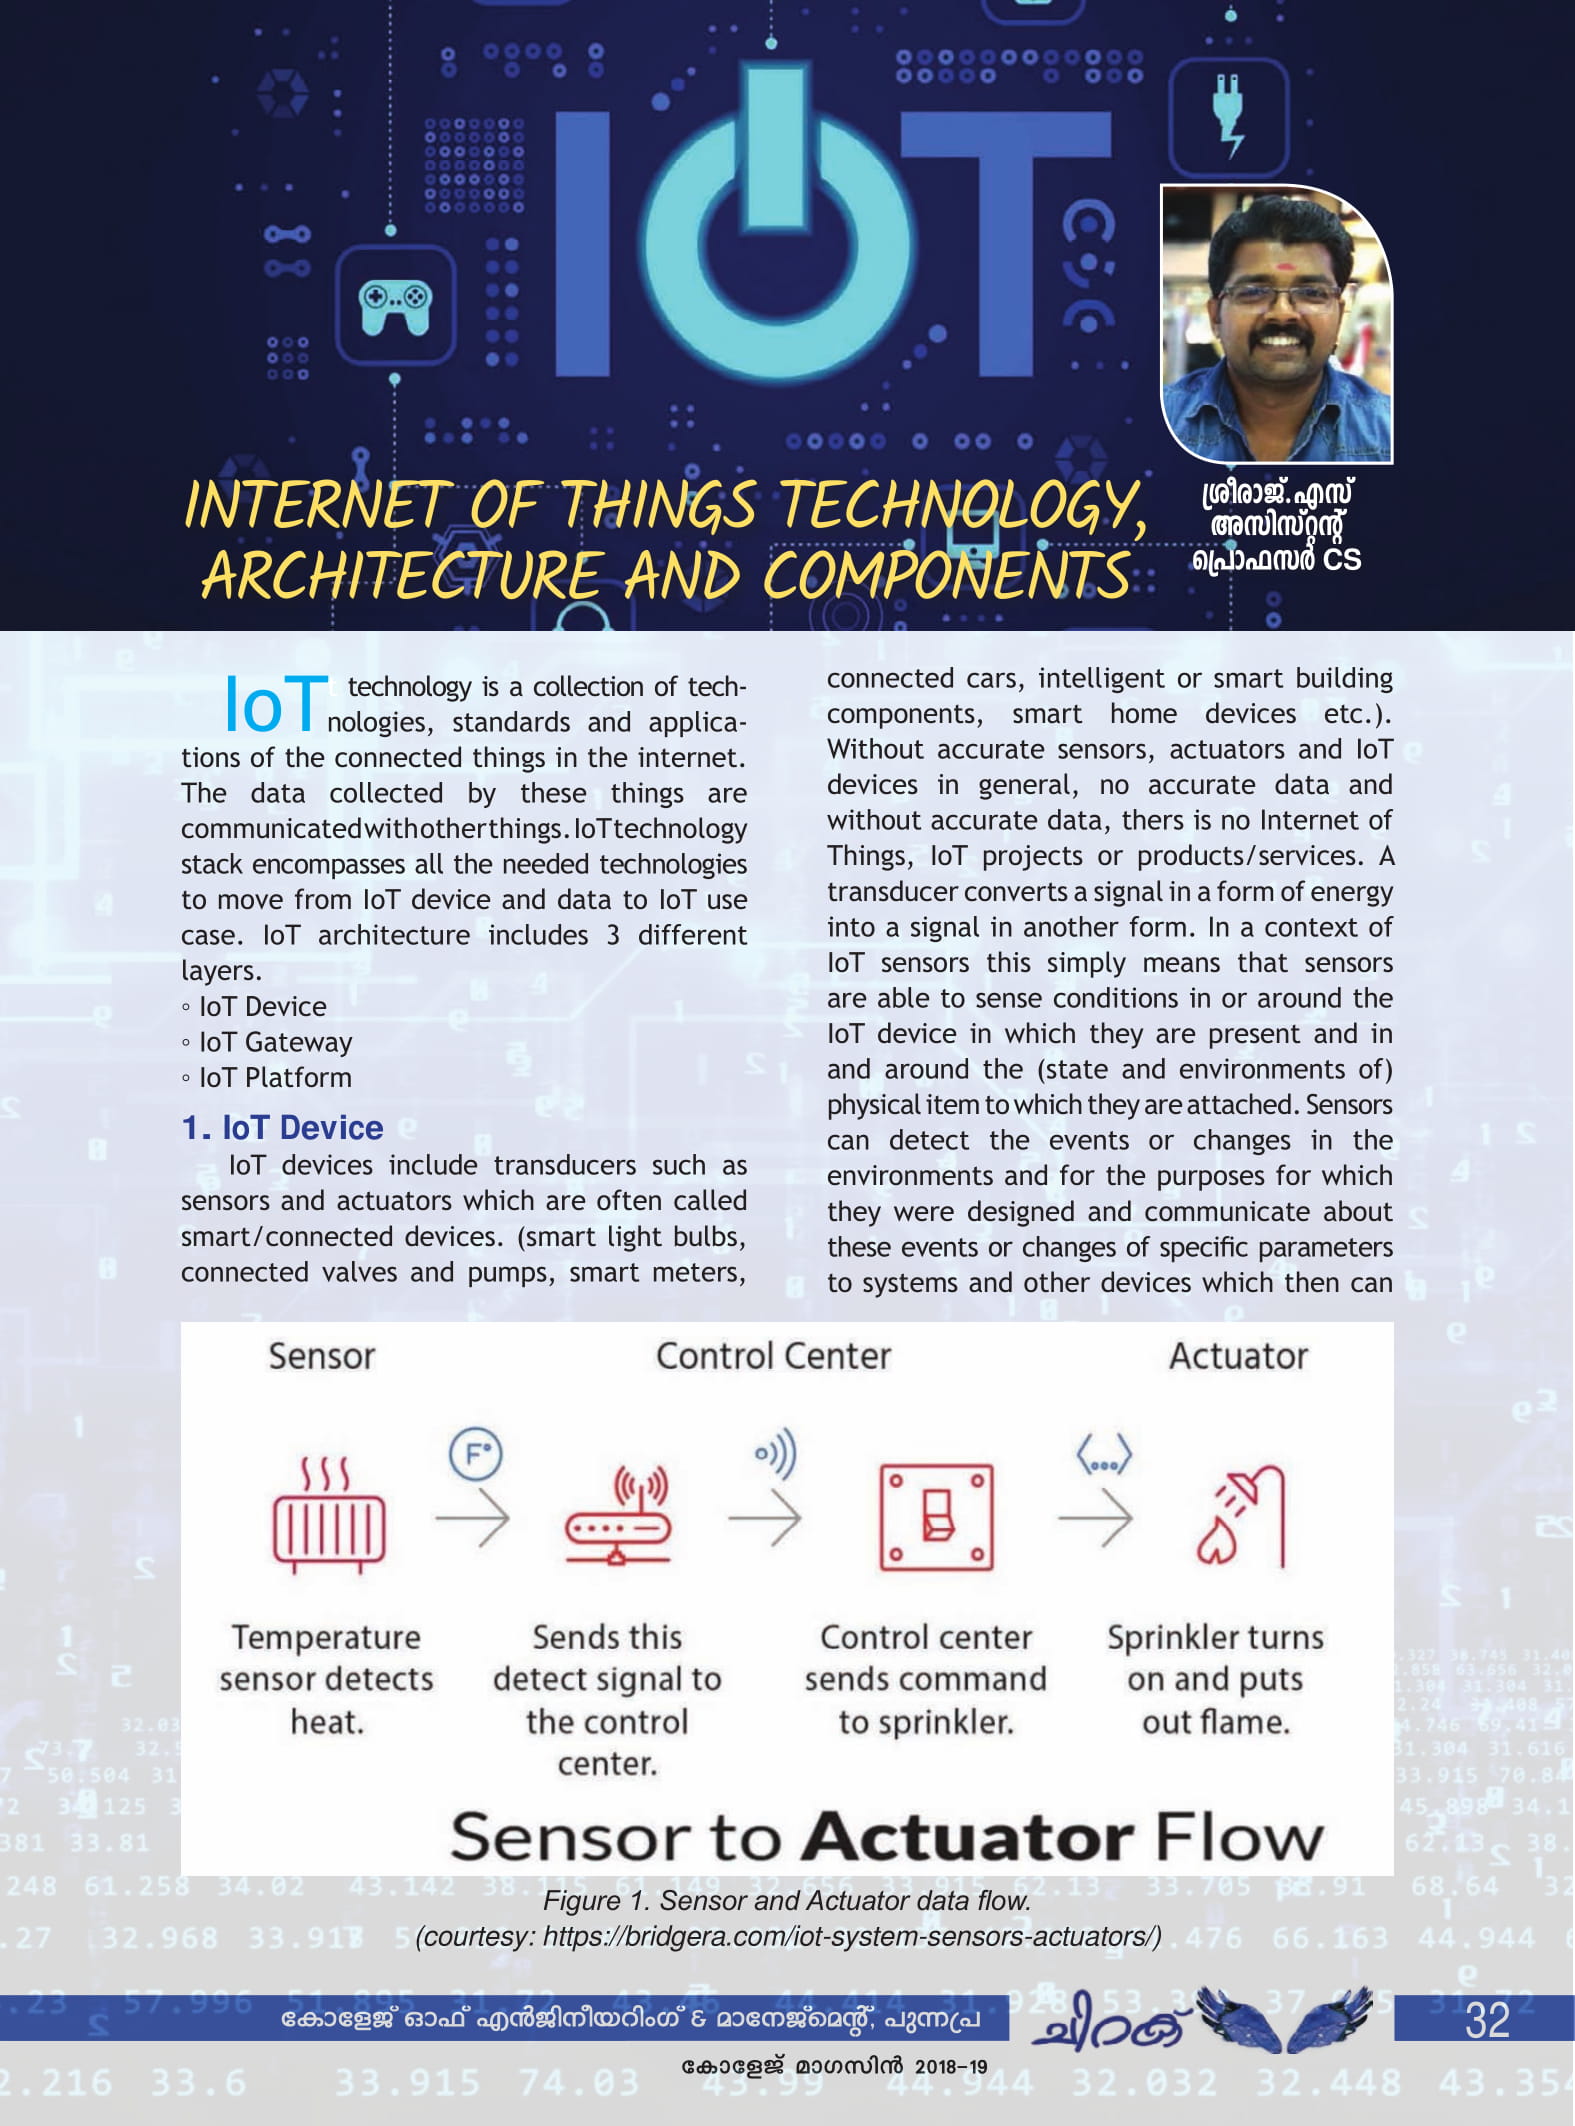 IOT
INTERNET OF THINGS TECHNOLOGY,
ARCHITECTURE AND COMPONENTS
ശ്രീരാജ്.എസ്
അസിസ്റ്റന്റ്
പ്രൊഫസർ CS
IoT technology is a collection of tech-
nologies, standards and applica-
tions of the connected things in the internet.
The data collected by these things are
communicated with other things. IoT technology
stack encompasses all the needed technologies
to move from IoT device and data to IoT use
case. IoT architecture includes 3 different
layers.
◦ IoT Device
◦ IoT Gateway
◦ IoT Platform
1. IoT Device
IoT devices include transducers such as
sensors and actuators which are often called
smart/connected devices. (smart light bulbs,
connected valves and pumps, smart meters,
connected cars, intelligent or smart building
components, smart home devices etc.).
Without accurate sensors, actuators and IoT
devices in general, no accurate data and
without accurate data, thers is no Internet of
Things, IoT projects or products/services. A
transducer converts a signal in a form of energy
into a signal in another form. In a context of
IoT sensors this simply means that sensors
are able to sense conditions in or around the
IoT device in which they are present and in
and around the (state and environments of)
physical item to which they are attached. Sensors
can detect the events or changes in the
environments and for the purposes for which
they were designed and communicate about
these events or changes of specific parameters
to systems and other devices which then can
Sensor Control Center Actuator
F°
Temperature
sensor detects
heat.
Sends this
detect signal to
the control
center.
Control center
sends command
to sprinkler.
Sprinkler turns
on and puts
out flame.
Sensor to Actuator Flow
Figure 1. Sensor and Actuator data flow.
(courtesy: https://bridgera.com/iot-system-sensors-actuators/)
കോളേജ് ഓഫ് എൻജിനീയറിംഗ് & മാനേജ്മെന്റ്, പുന്നപ്ര
ചിറക്
32
കോളേജ് മാഗസിൻ 2018-19